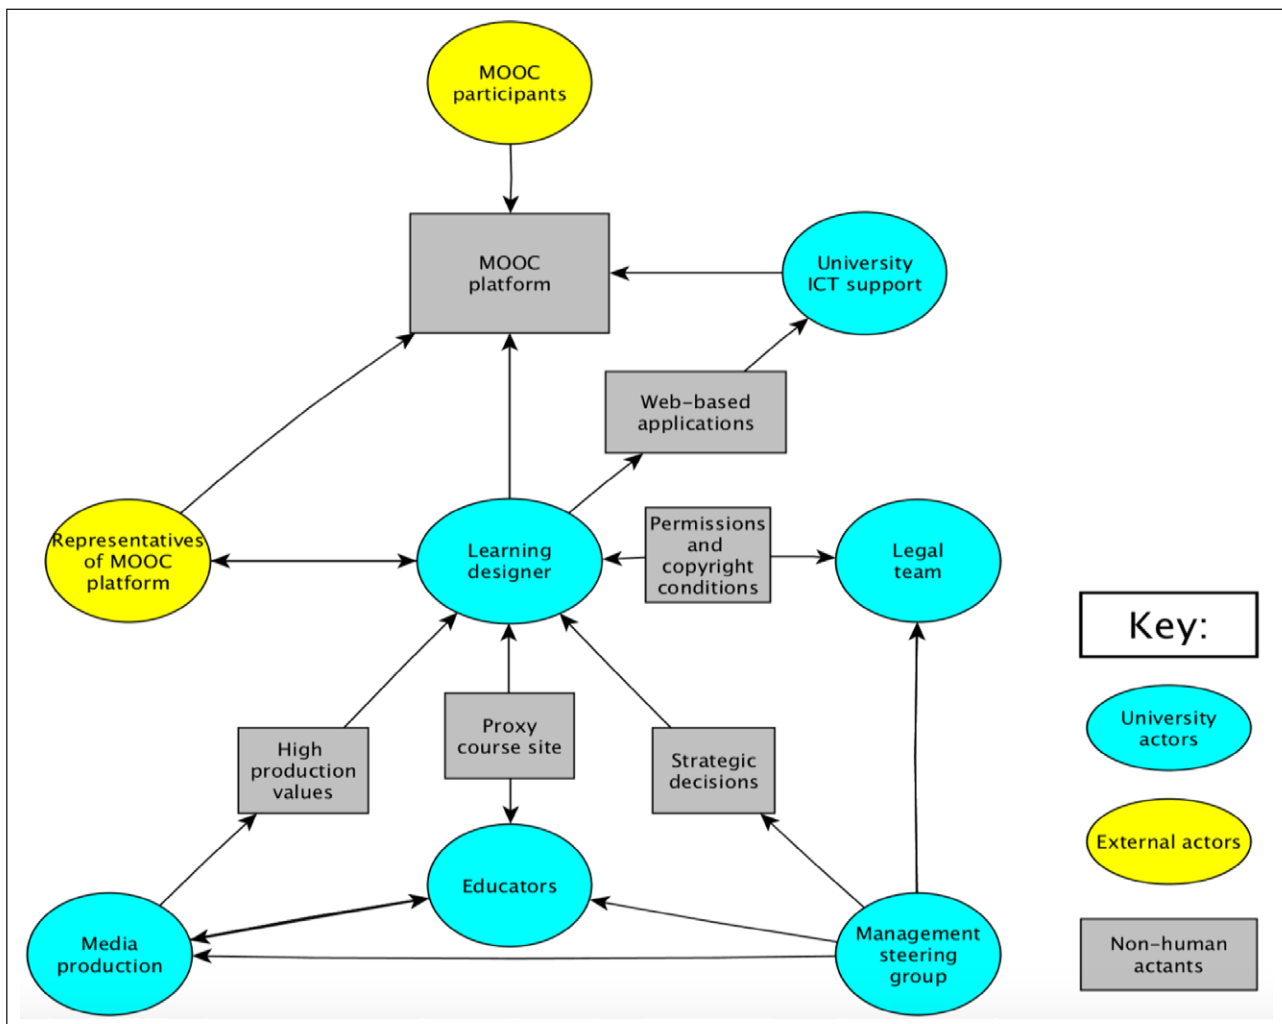 MOOC
participants
MOOC
platform
University
ICT support
Web-based
applications
Representatives
of MOOC
platform
Learning
designer
Permissions
and
copyright
conditions
Legal
team
Key:
University
actors
High
production
values
Proxy
course site
Strategic
decisions
External actors
Educators
Media
production
Management
steering
group
Non-human
actants